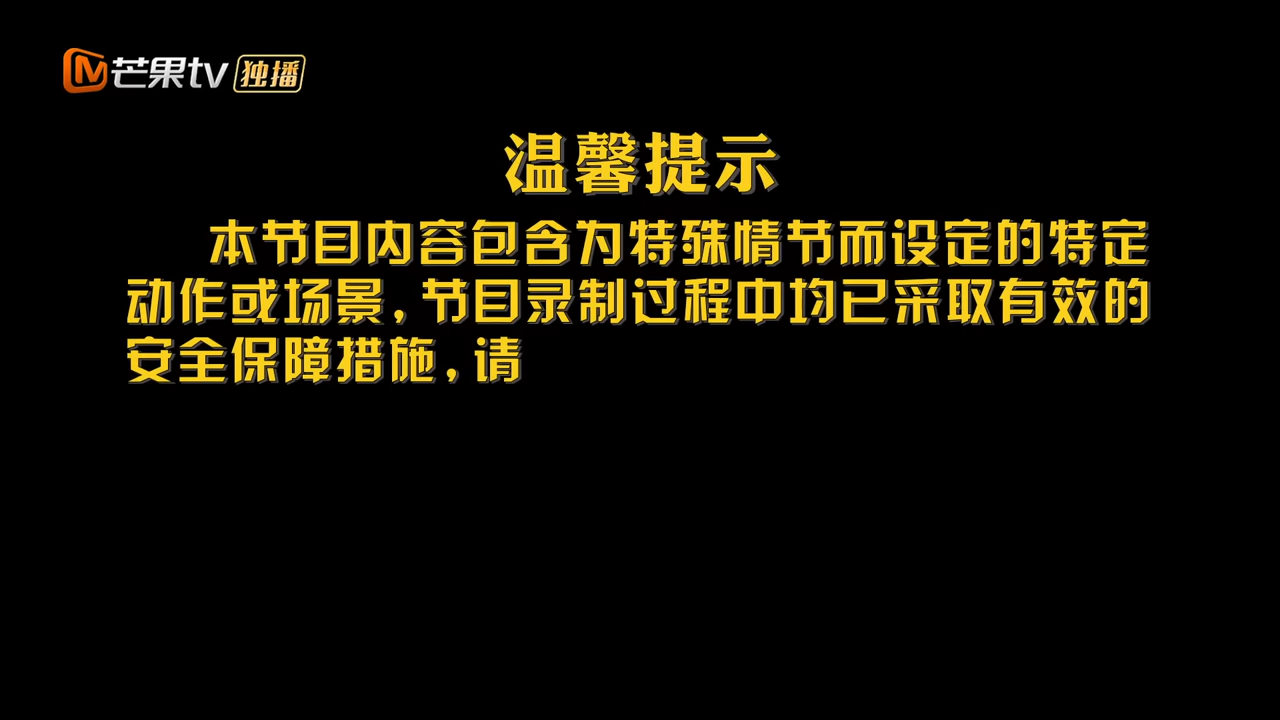 芒果tv 独播
温馨提示
本节目内容包含为特殊情节而设定的特定
动作或场景,节目录制过程中均已采取有效的
安全保障措施,请